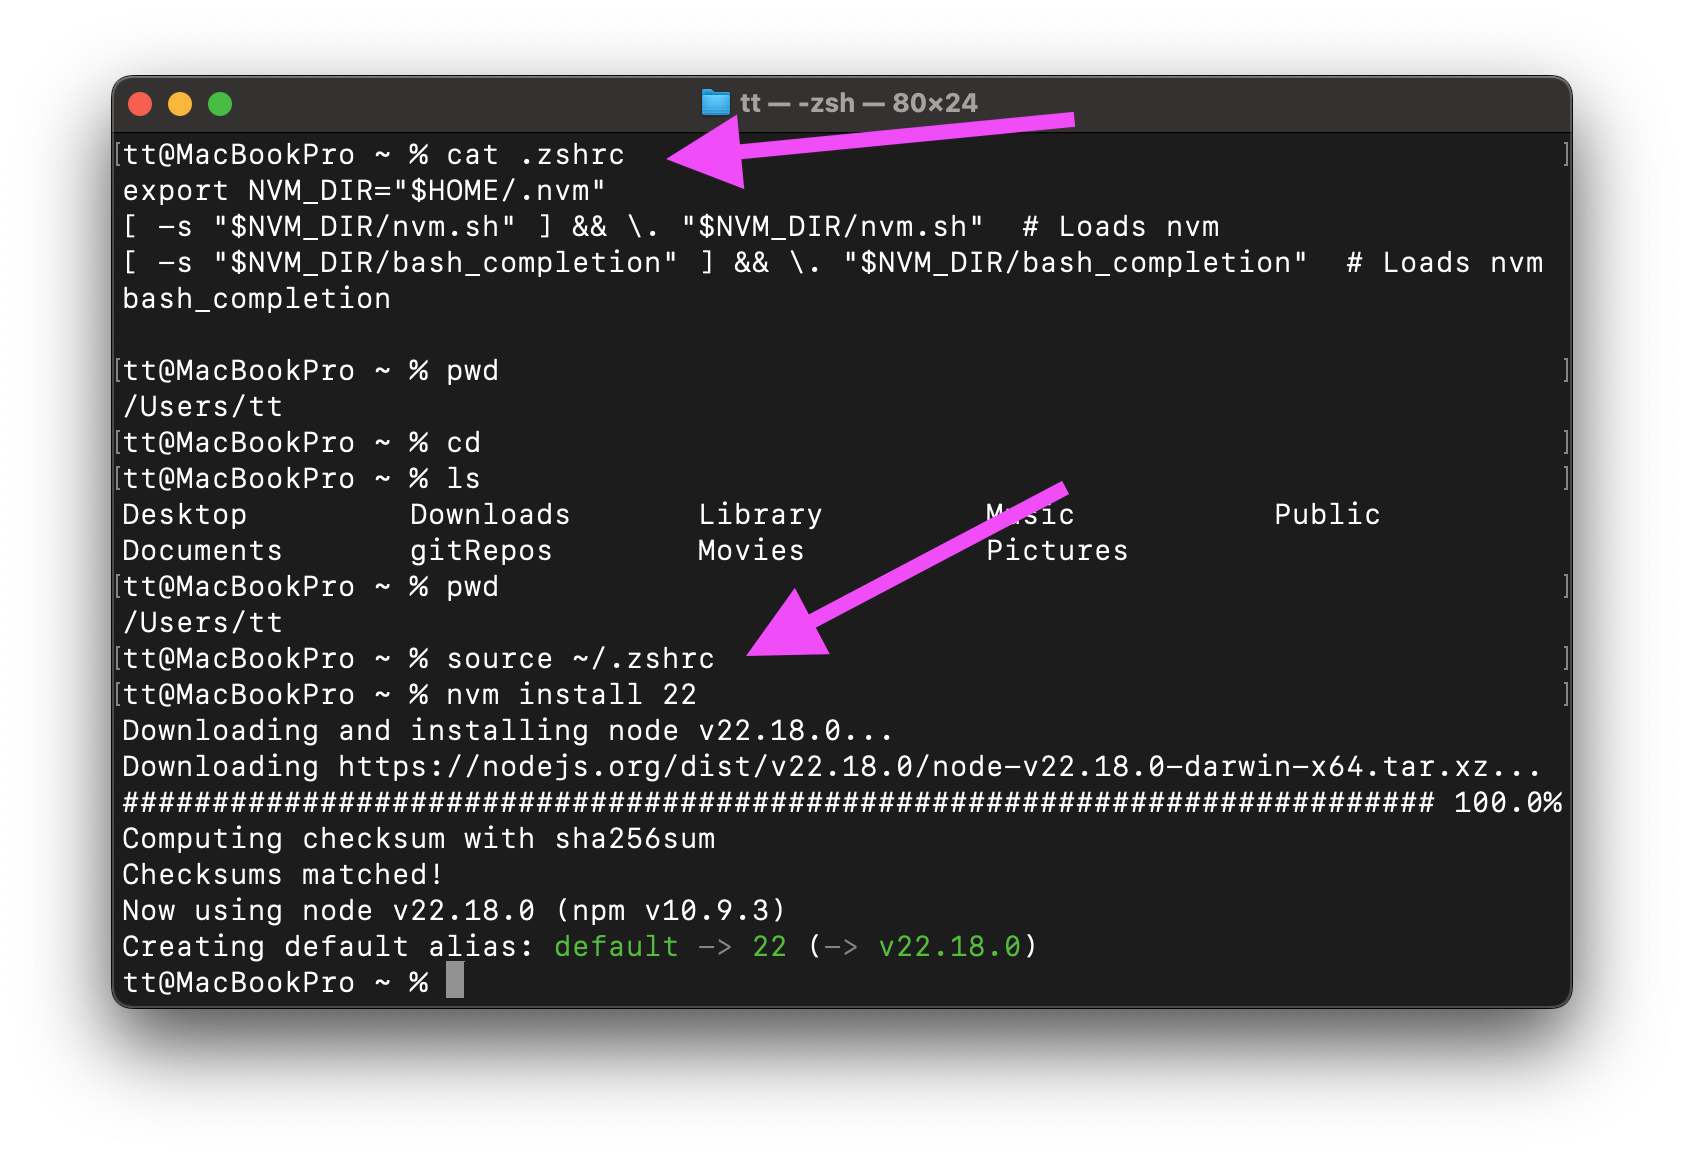 tt — -zsh — 80×24
[tt@MacBookPro ~ % cat .zshrc ]
export NVM_DIR="$HOME/.nvm"
[ -s "$NVM_DIR/nvm.sh" ] && \. "$NVM_DIR/nvm.sh"  # Loads nvm
[ -s "$NVM_DIR/bash_completion" ] && \. "$NVM_DIR/bash_completion"  # Loads nvm
bash_completion
[tt@MacBookPro ~ % pwd ]
/Users/tt
[tt@MacBookPro ~ % cd ]
[tt@MacBookPro ~ % ls ]
Desktop Downloads Library Music Public
Documents gitRepos Movies Pictures
[tt@MacBookPro ~ % pwd ]
/Users/tt
[tt@MacBookPro ~ % source ~/.zshrc ]
[tt@MacBookPro ~ % nvm install 22 ]
Downloading and installing node v22.18.0...
Downloading https://nodejs.org/dist/v22.18.0/node-v22.18.0-darwin-x64.tar.xz...
######################################################################### 100.0%
Computing checksum with sha256sum
Checksums matched!
Now using node v22.18.0 (npm v10.9.3)
Creating default alias: default -> 22 (-> v22.18.0)
tt@MacBookPro ~ %